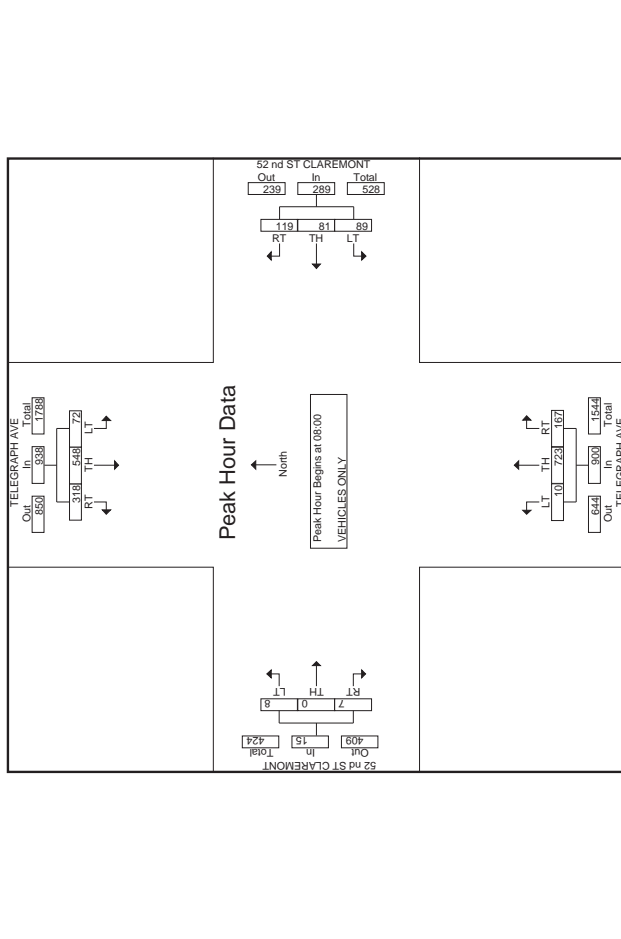 52 nd ST CLAREMONT
Out In Total
239 289 528
119 81 89
RT TH LT
TELEGRAPH AVE
Out In Total
850 938 1788
318 548 72
RT TH LT
Peak Hour Data
North
Peak Hour Begins at 08:00
VEHICLES ONLY
LT TH RT
10 723 167
644 900 1544
Out In Total
TELEGRAPH AVE
LT TH RT
8 0 7
424 15 409
Total In Out
52 nd ST CLAREMONT